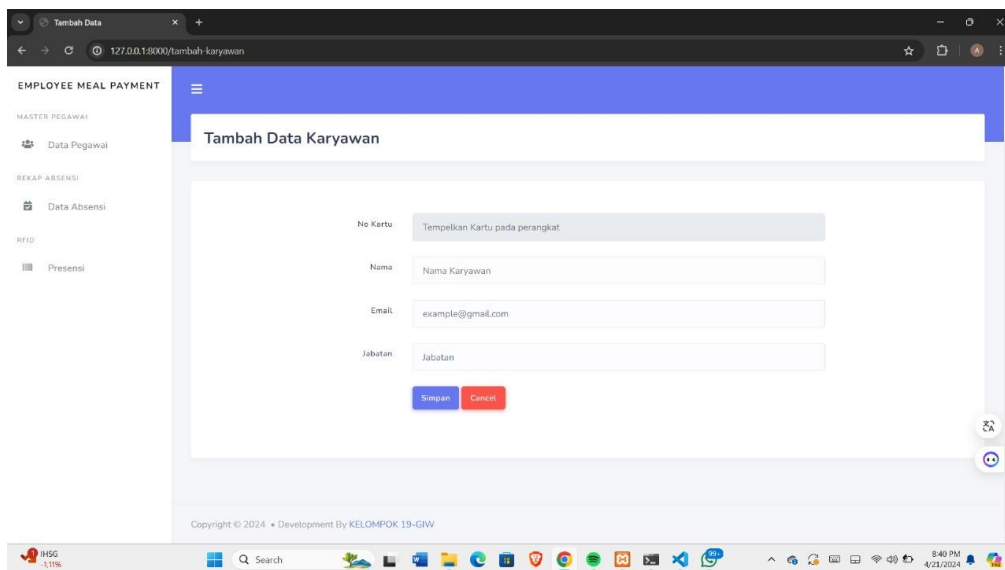 Tambah Data
127.0.0.1:8000/tambah-karyawan
A
EMPLOYEE MEAL PAYMENT
MASTER PEGAWAI
Data Pegawai
REKAP ABSENSI
Data Absensi
RFID
Presensi
Tambah Data Karyawan
No Kartu
Tempelkan Kartu pada perangkat
Nama
Nama Karyawan
Email
example@gmail.com
Jabatan
Jabatan
Simpan Cancel
Copyright © 2024 • Development By KELOMPOK 19-GIW
1
IHSG
-1,11%
Search
99+
8:40 PM
4/21/2024